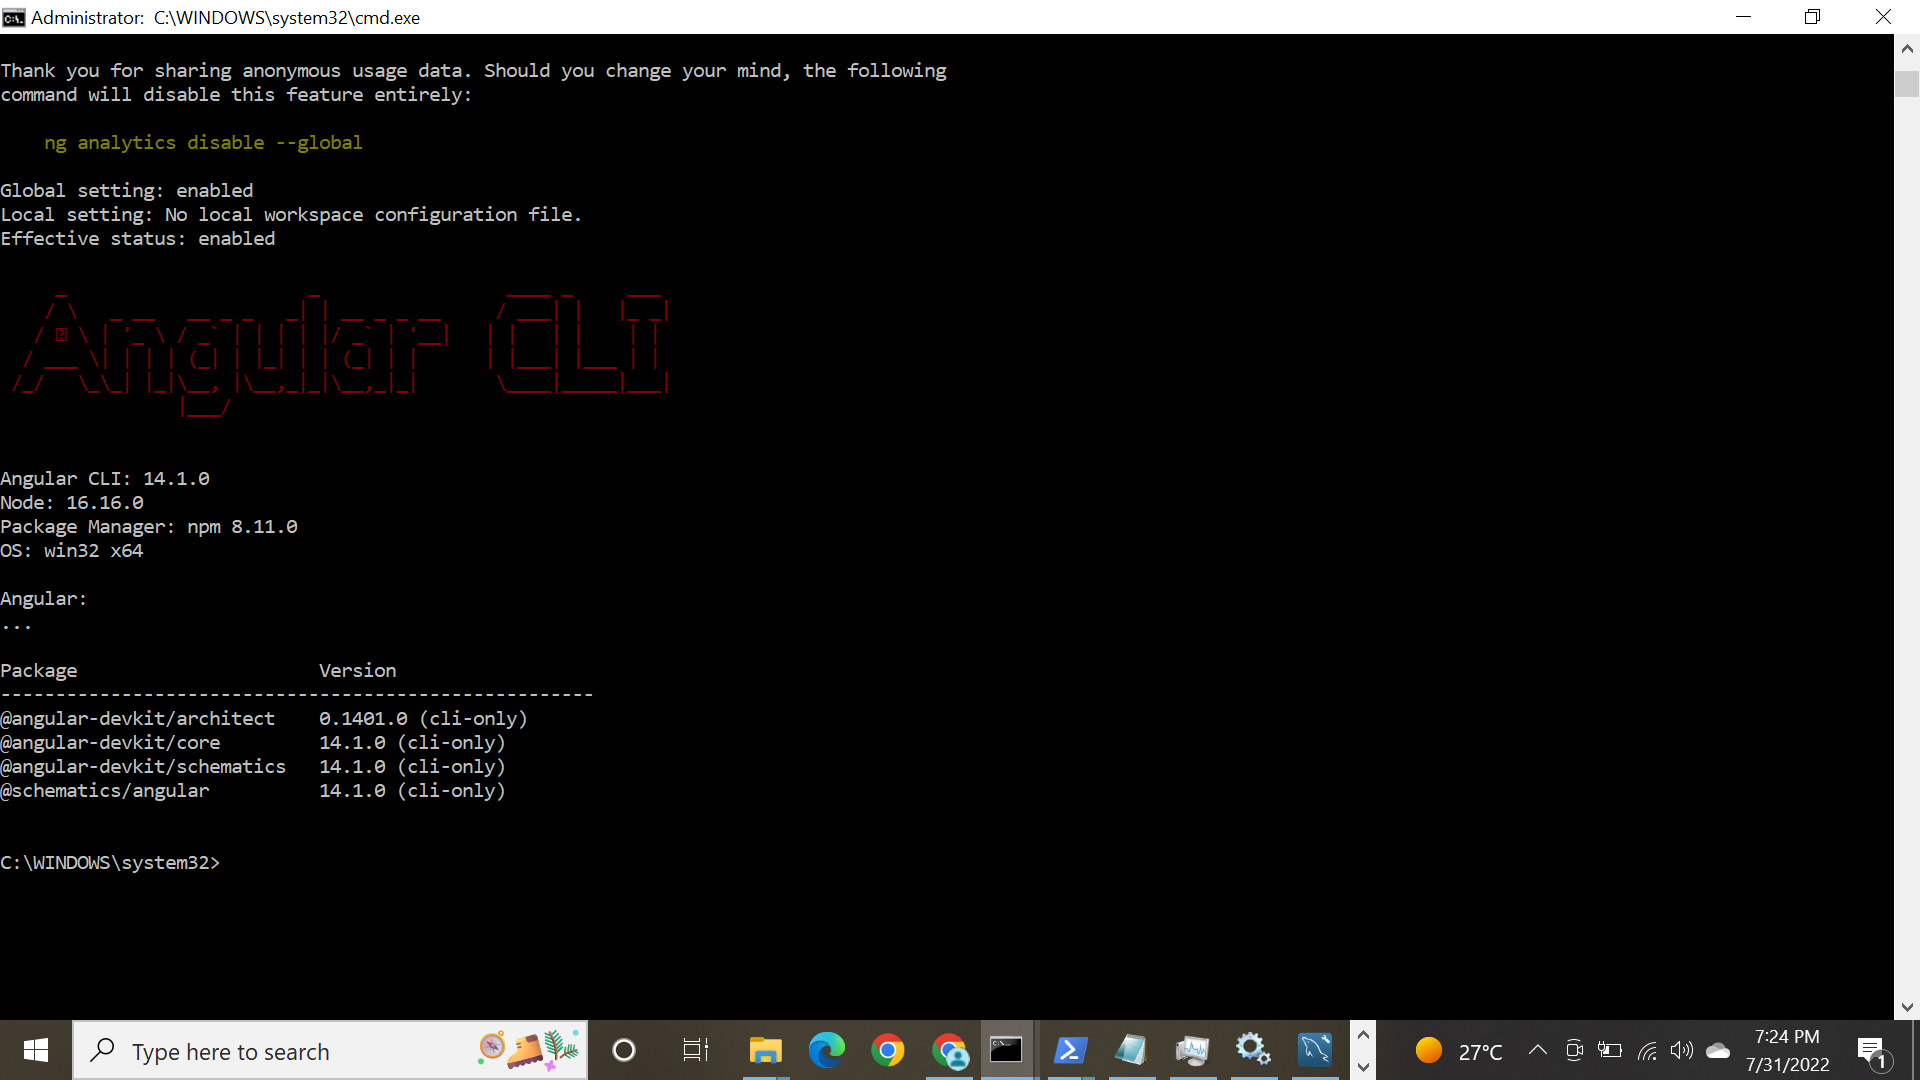 Administrator:  C:\WINDOWS\system32\cmd.exe
Thank you for sharing anonymous usage data. Should you change your mind, the following
command will disable this feature entirely:
    ng analytics disable --global
Global setting: enabled
Local setting: No local workspace configuration file.
Effective status: enabled
Angular CLI
Angular CLI: 14.1.0
Node: 16.16.0
Package Manager: npm 8.11.0
OS: win32 x64
Angular:
...
Package                      Version
------------------------------------------------------
@angular-devkit/architect    0.1401.0 (cli-only)
@angular-devkit/core         14.1.0 (cli-only)
@angular-devkit/schematics   14.1.0 (cli-only)
@schematics/angular          14.1.0 (cli-only)
C:\WINDOWS\system32>
Type here to search
27°C
7:24 PM
7/31/2022
1